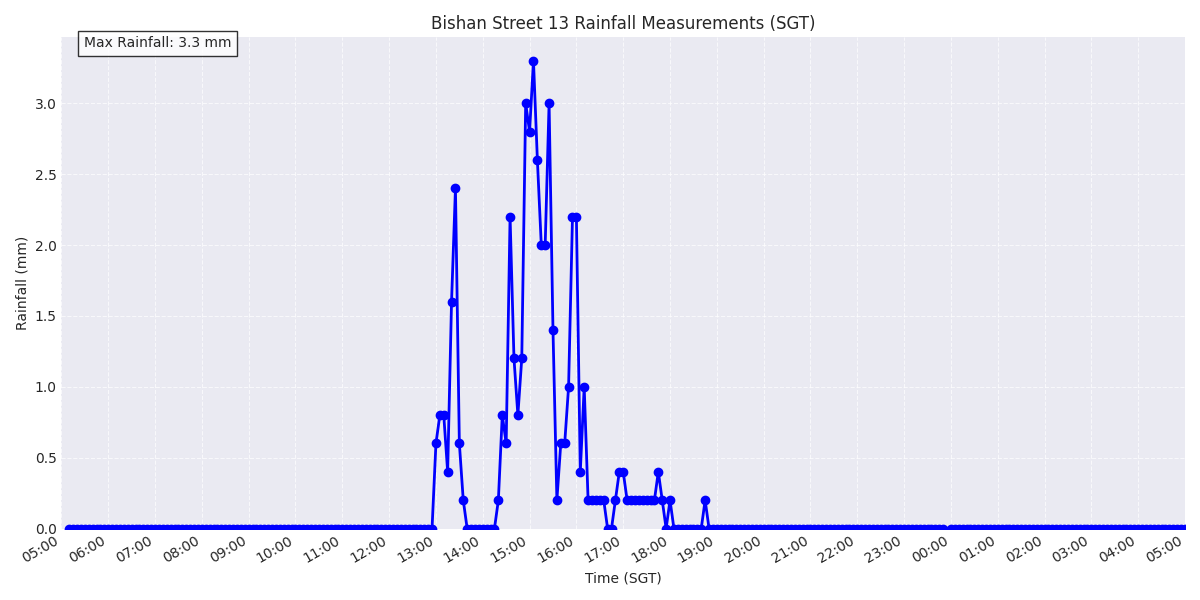 Bishan Street 13 Rainfall Measurements (SGT)
Max Rainfall: 3.3 mm
Rainfall (mm)
3.0
2.5
2.0
1.5
1.0
0.5
0.0
05:00 06:00 07:00 08:00 09:00 10:00 11:00 12:00 13:00 14:00 15:00 16:00 17:00 18:00 19:00 20:00 21:00 22:00 23:00 00:00 01:00 02:00 03:00 04:00 05:00
Time (SGT)